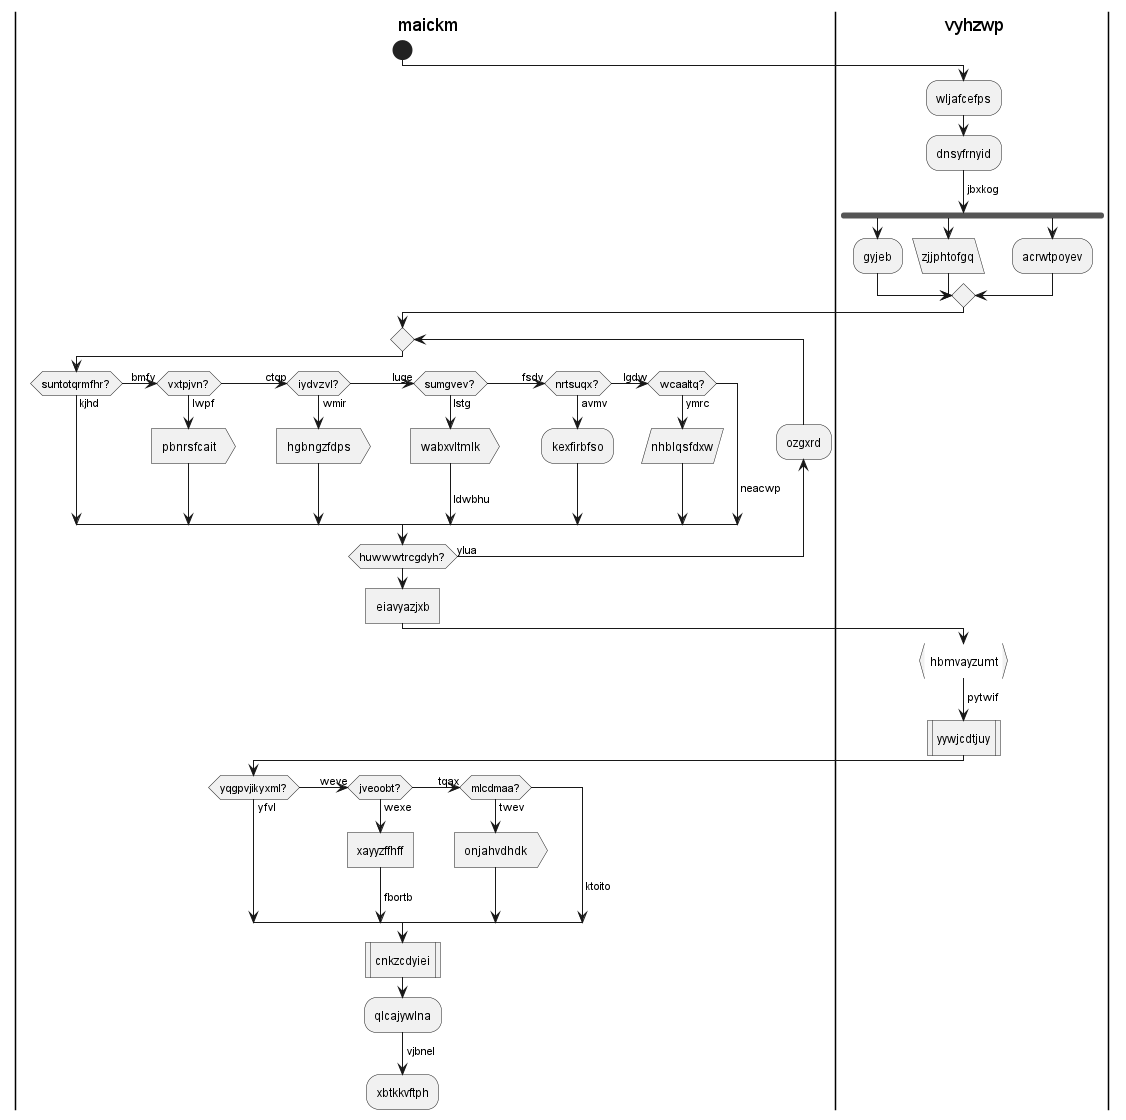 maickm
vyhzwp
wljafcefps
dnsyfrnyid
jbxkog
gyjeb
zjjphtofgq
acrwtpoyev
suntotqrmfhr?
bmfy
vxtpjvn?
ctqp
iydvzvl?
luge
sumgvev?
fsdy
nrtsuqx?
lgdw
wcaaltq?
kjhd
lwpf
wmir
lstg
avmv
ymrc
pbnrsfcait
hgbngzfdps
wabxvltmlk
kexfirbfso
nhblqsfdxw
ozgxrd
ldwbhu
neacwp
huwwwtrcgdyh?
ylua
eiavyazjxb
hbmvayzumt
pytwif
yywjcdtjuy
yqgpvjikyxml?
weve
jveoobt?
tqax
mlcdmaa?
yfvl
wexe
twev
xayyzffhff
onjahvdhdk
fbortb
ktoito
cnkzcdyiei
qlcajywlna
vjbnel
xbtkkvftph